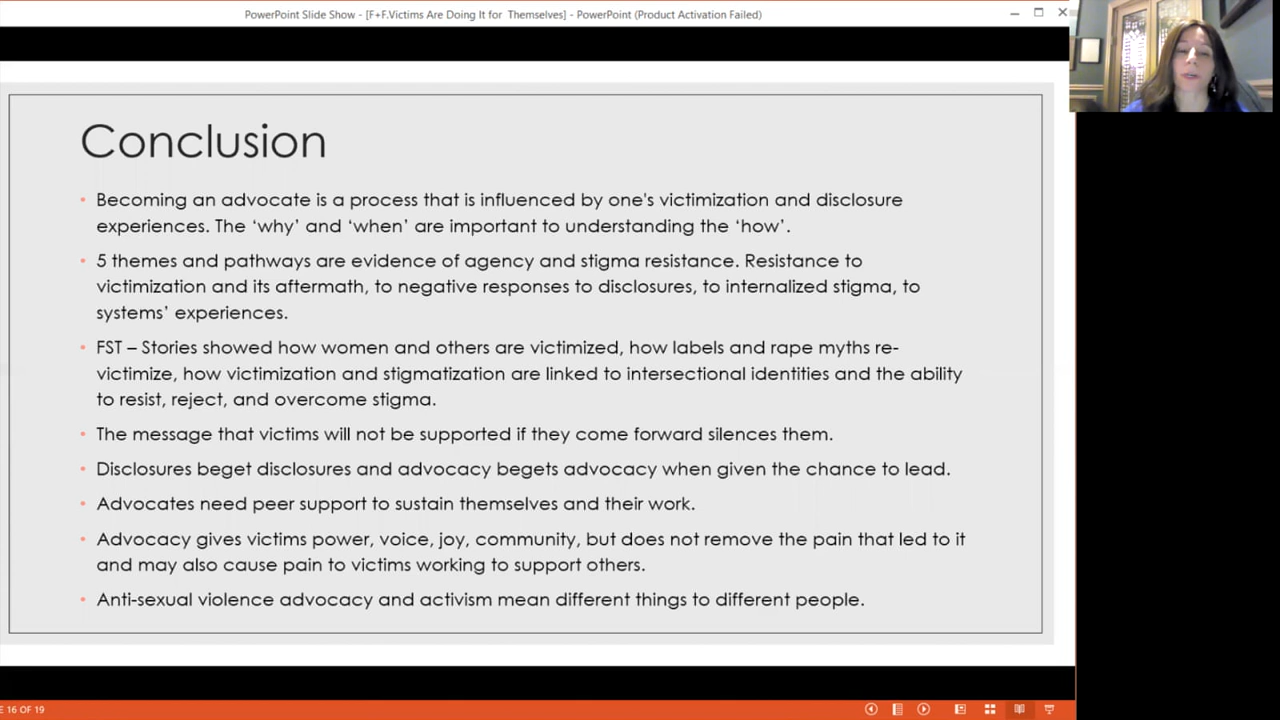 PowerPoint Slide Show - [F+F.Victims Are Doing It for Themselves] - PowerPoint (Product Activation Failed)
Conclusion
• Becoming an advocate is a process that is influenced by one's victimization and disclosure
experiences. The ‘why’ and ‘when’ are important to understanding the ‘how’.
• 5 themes and pathways are evidence of agency and stigma resistance. Resistance to
victimization and its aftermath, to negative responses to disclosures, to internalized stigma, to
systems’ experiences.
• FST – Stories showed how women and others are victimized, how labels and rape myths re-
victimize, how victimization and stigmatization are linked to intersectional identities and the ability
to resist, reject, and overcome stigma.
• The message that victims will not be supported if they come forward silences them.
• Disclosures beget disclosures and advocacy begets advocacy when given the chance to lead.
• Advocates need peer support to sustain themselves and their work.
• Advocacy gives victims power, voice, joy, community, but does not remove the pain that led to it
and may also cause pain to victims working to support others.
• Anti-sexual violence advocacy and activism mean different things to different people.
E 16 OF 19